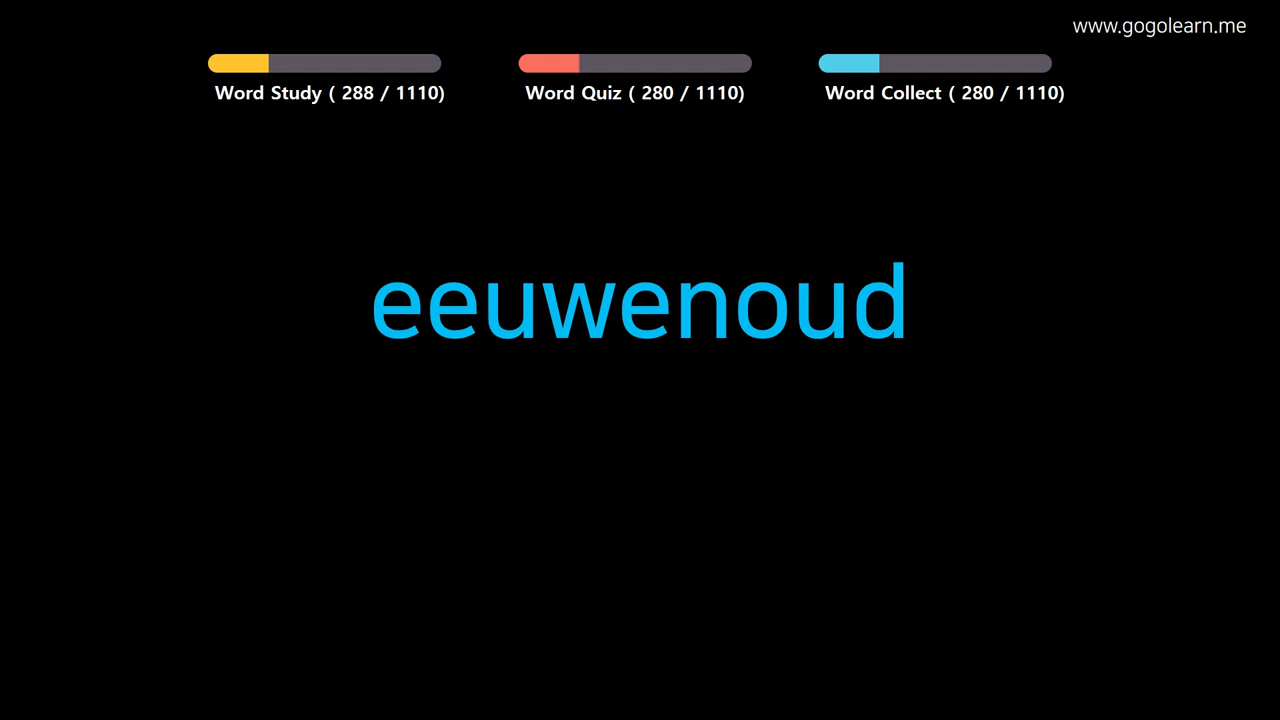 www.gogolearn.me
Word Study ( 288 / 1110)
Word Quiz ( 280 / 1110)
Word Collect ( 280 / 1110)
eeuwenoud